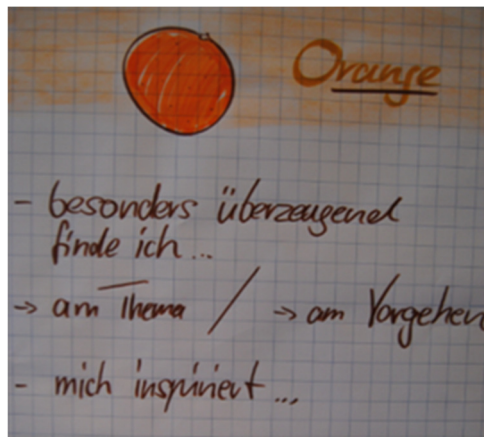 Orange
- besonders überzeugend
finde ich...
→ am Thema / → am Vorgehen
- mich inspiriert...